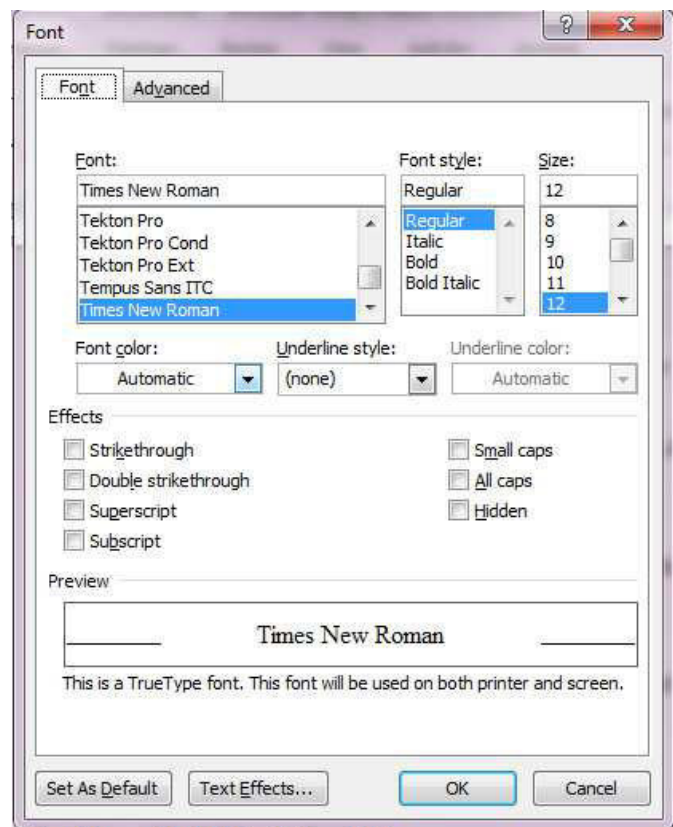 Font
Font Advanced
Font: Font style: Size:
Times New Roman Regular 12
Tekton Pro Regular 8
Tekton Pro Cond Italic 9
Tekton Pro Ext Bold 10
Tempus Sans ITC Bold Italic 11
Times New Roman 12
Font color: Underline style: Underline color:
Automatic (none) Automatic
Effects
Strikethrough Small caps
Double strikethrough All caps
Superscript Hidden
Subscript
Preview
Times New Roman
This is a TrueType font. This font will be used on both printer and screen.
Set As Default Text Effects... OK Cancel